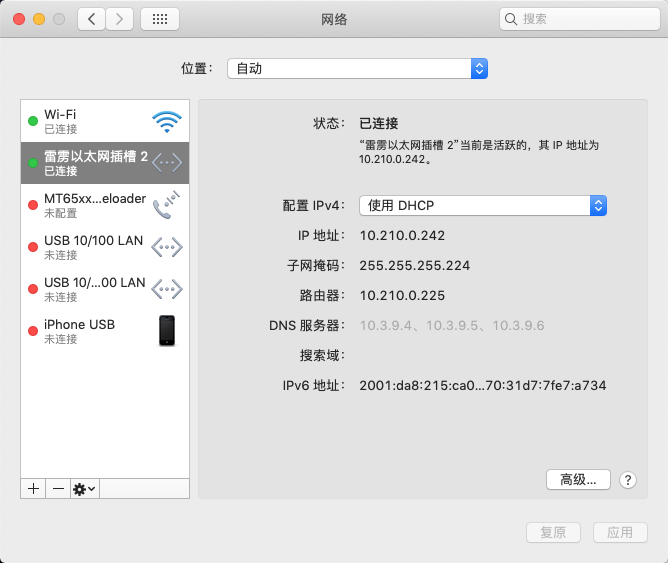 网络
搜索
位置： 自动
Wi-Fi
已连接
雷雳以太网插槽 2
已连接
MT65xx...eloader
未配置
USB 10/100 LAN
未连接
USB 10/...00 LAN
未连接
iPhone USB
未连接
状态： 已连接
“雷雳以太网插槽 2”当前是活跃的，其 IP 地址为
10.210.0.242。
配置 IPv4： 使用 DHCP
IP 地址： 10.210.0.242
子网掩码： 255.255.255.224
路由器： 10.210.0.225
DNS 服务器： 10.3.9.4、10.3.9.5、10.3.9.6
搜索域：
IPv6 地址： 2001:da8:215:ca0...70:31d7:7fe7:a734
高级... ?
复原 应用